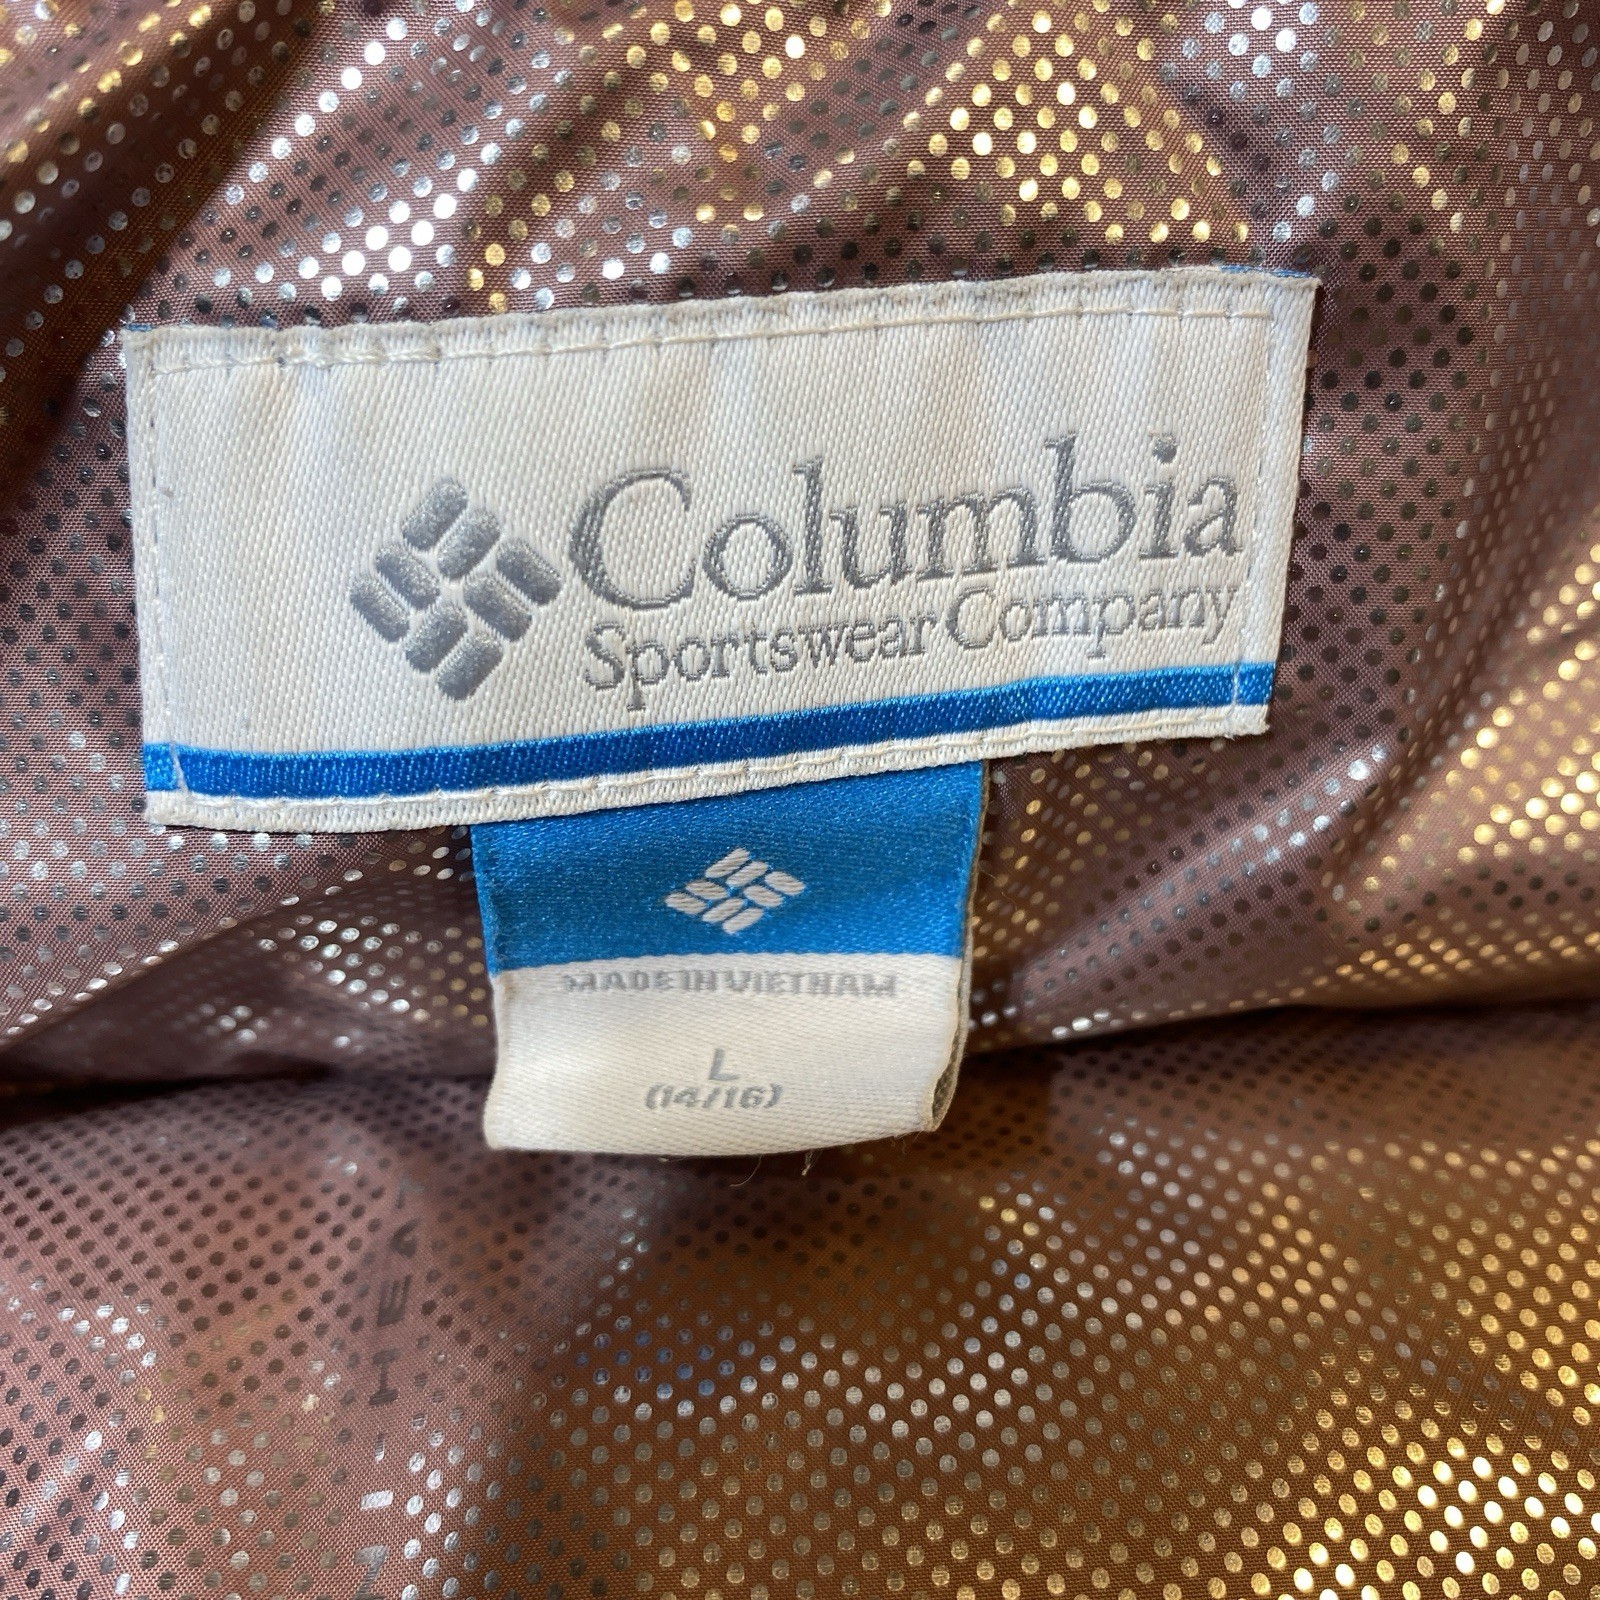 Columbia
Sportswear Company
MADE IN VIETNAM
L
(14/16)